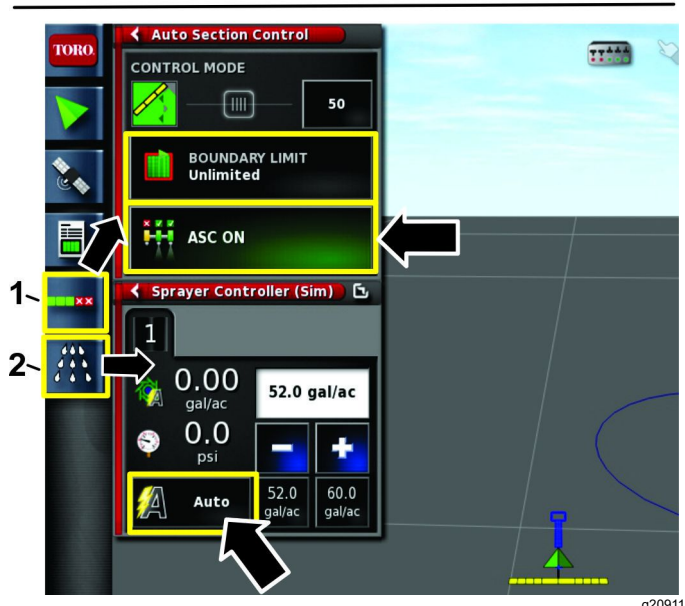 TORO
Auto Section Control
CONTROL MODE
50
BOUNDARY LIMIT
Unlimited
ASC ON
1
Sprayer Controller (Sim)
2
1
0.00
gal/ac
52.0 gal/ac
0.0
psi
Auto
52.0
gal/ac
60.0
gal/ac
g20911